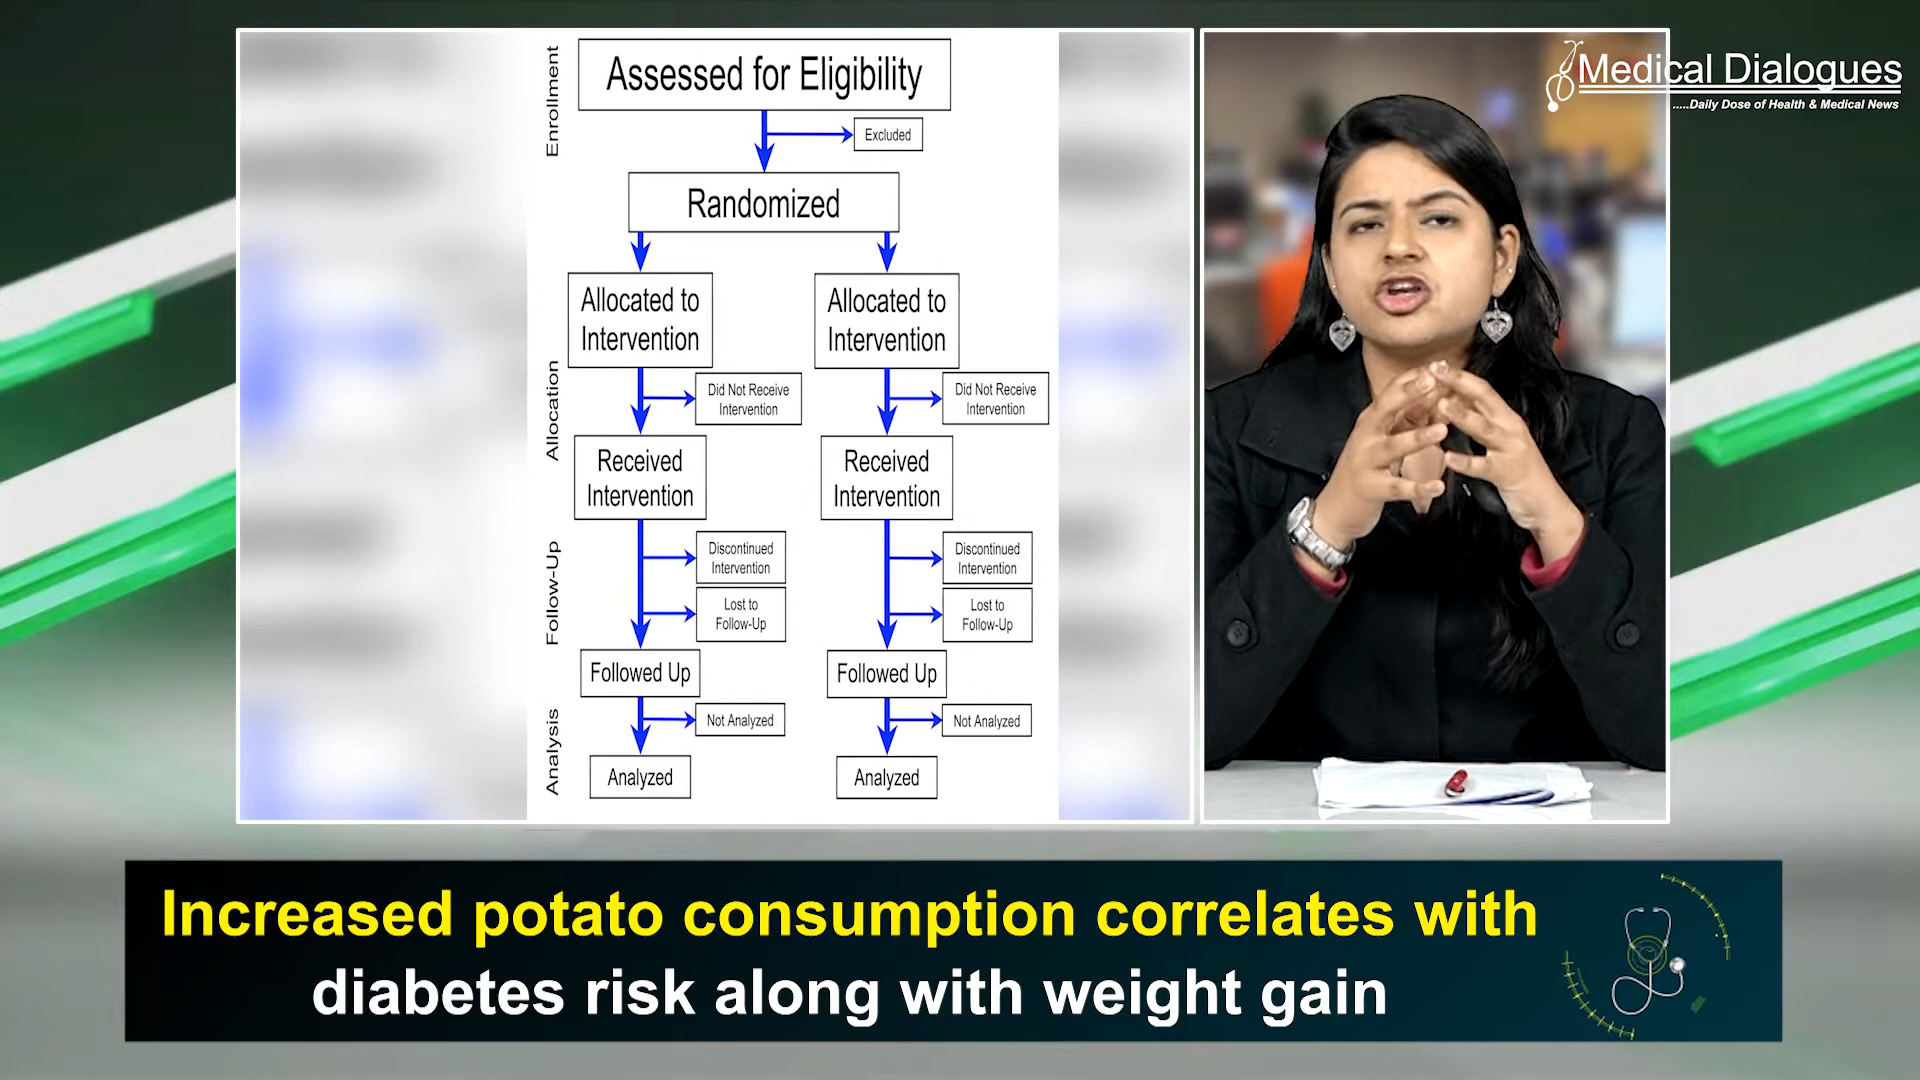 Enrollment
Assessed for Eligibility
Excluded
Randomized
Allocation
Allocated to
Intervention
Allocated to
Intervention
Did Not Receive
Intervention
Did Not Receive
Intervention
Received
Intervention
Received
Intervention
Follow-Up
Discontinued
Intervention
Discontinued
Intervention
Lost to
Follow-Up
Lost to
Follow-Up
Followed Up
Followed Up
Analysis
Not Analyzed
Not Analyzed
Analyzed
Analyzed
Medical Dialogues
.....Daily Dose of Health & Medical News
Increased potato consumption correlates with
diabetes risk along with weight gain